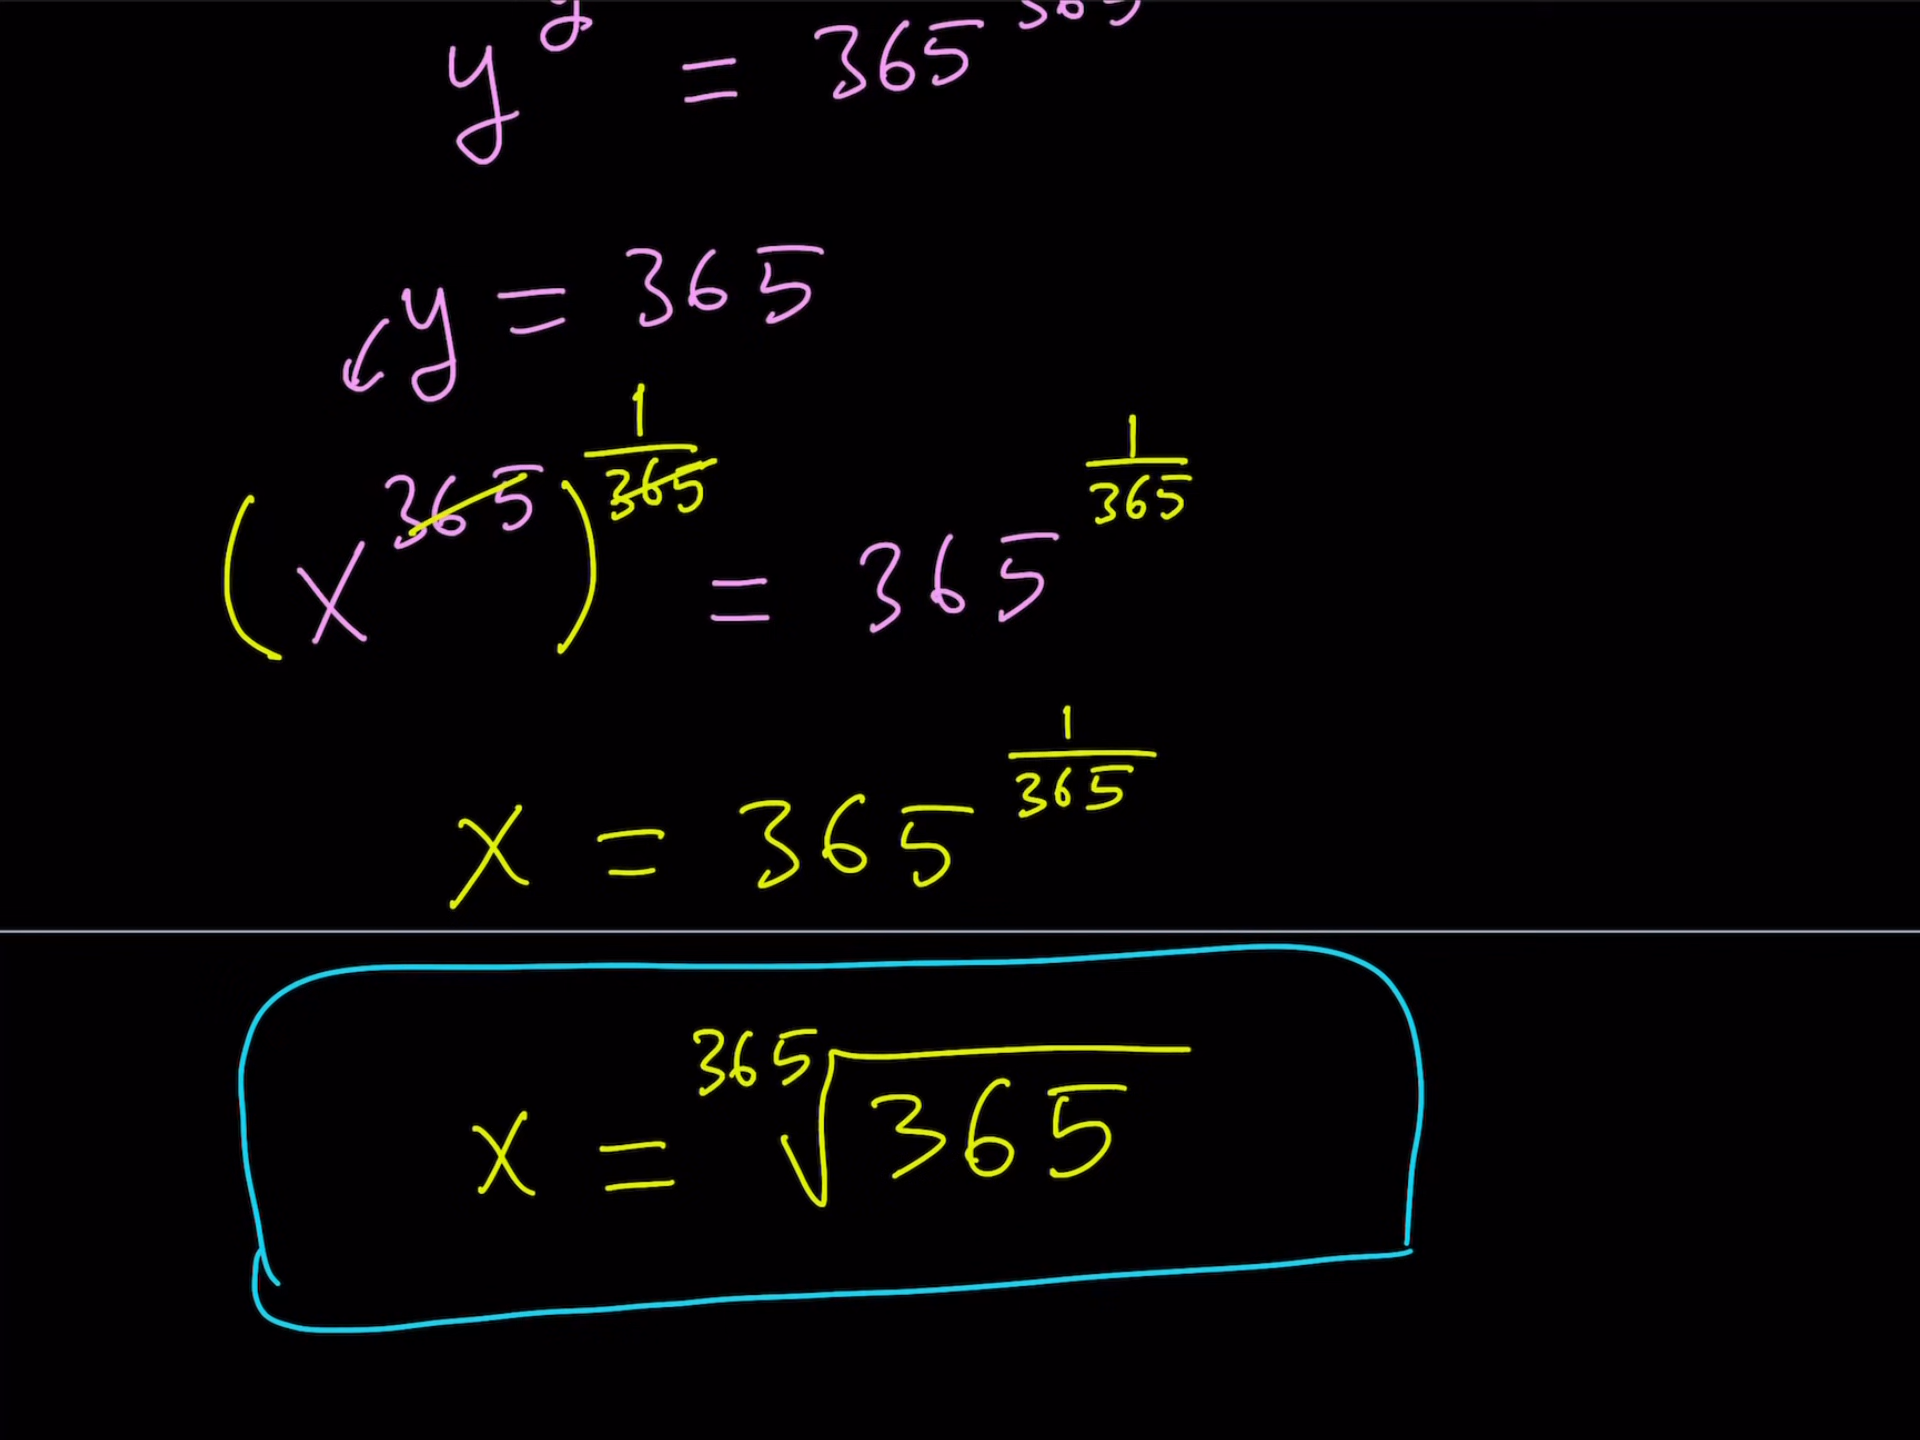 y^y = 365^365
y = 365
(x^365)^(1/365) = 365^(1/365)
x = 365^(1/365)
x = ³⁶⁵√365